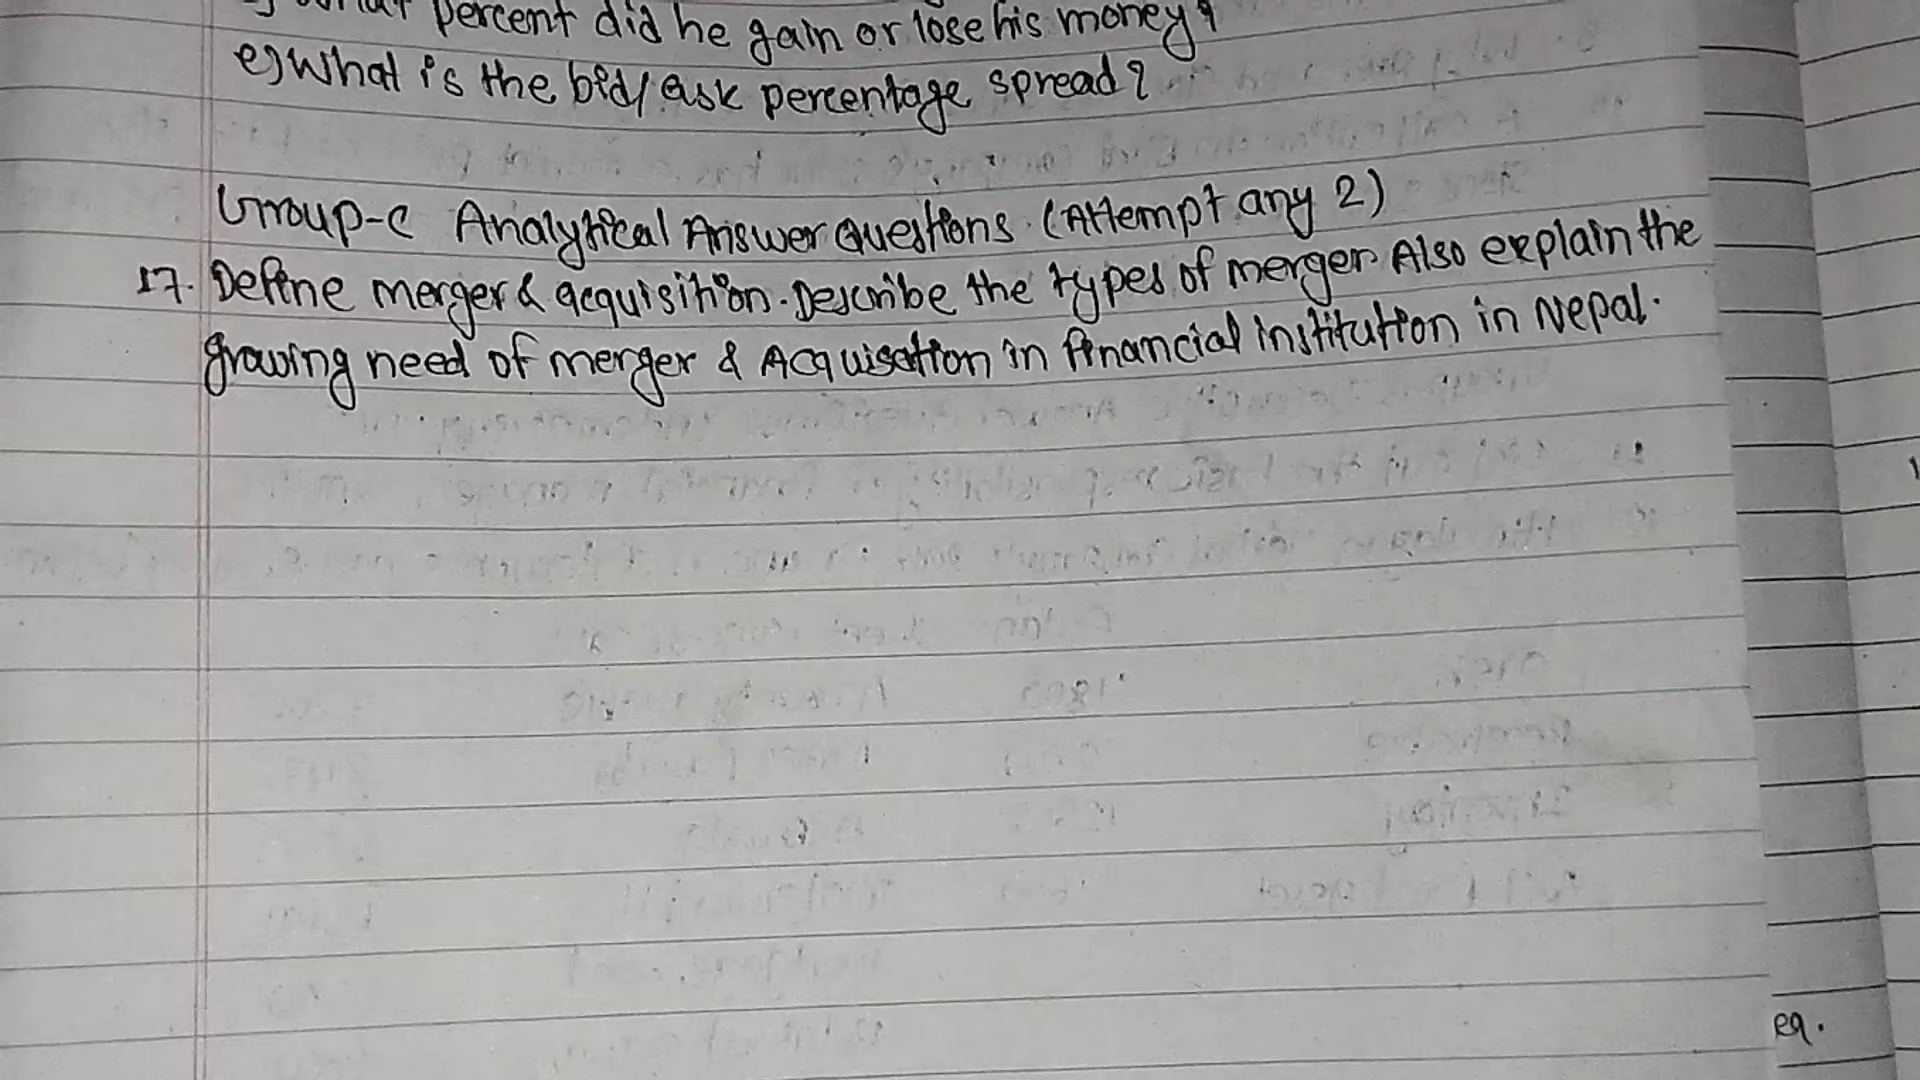 percent did he gain or lose his money?
e) What is the bid/ask percentage spread?
Group-C Analytical Answer Questions. (Attempt any 2)
17. Define merger & acquisition. Describe the types of merger. Also explain the
growing need of merger & Acquisation in financial institution in Nepal.
eq.